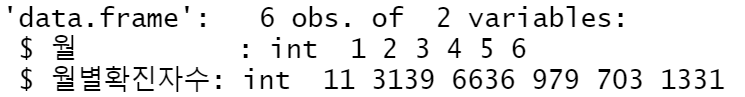 'data.frame':   6 obs. of  2 variables:
 $ 월          : int  1 2 3 4 5 6
 $ 월별확진자수: int  11 3139 6636 979 703 1331